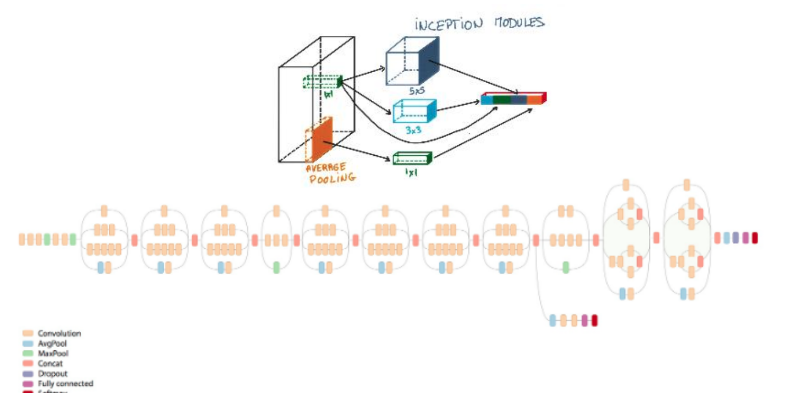 INCEPTION MODULES
1x1
5x5
3x3
AVERAGE
POOLING
1x1
Convolution
AvgPool
MaxPool
Concat
Dropout
Fully connected